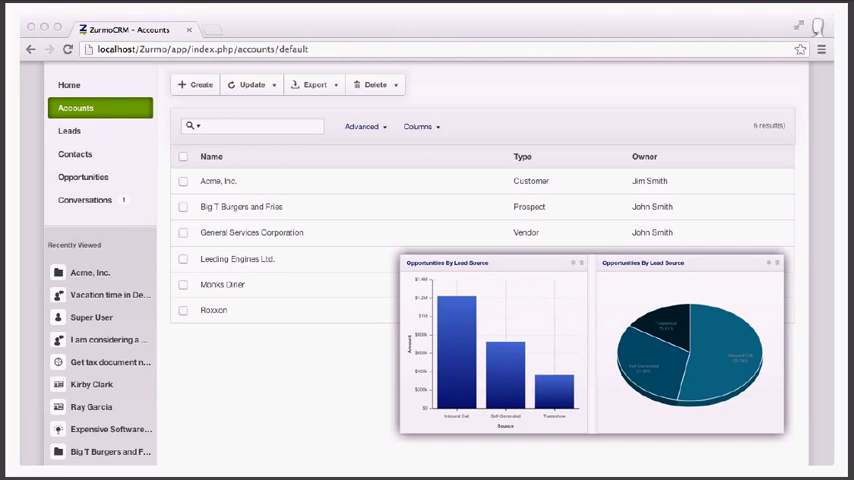 ZurmoCRM - Accounts
localhost/Zurmo/app/index.php/accounts/default
Home
Accounts
Leads
Contacts
Opportunities
Conversations 1
Recently Viewed
Acme, Inc.
Vacation time in De...
Super User
I am considering a ...
Get tax document n...
Kirby Clark
Ray Garcia
Expensive Software...
Big T Burgers and F...
Create Update Export Delete
Advanced Columns 6 result(s)
Name Type Owner
Acme, Inc. Customer Jim Smith
Big T Burgers and Fries Prospect John Smith
General Services Corporation Vendor John Smith
Leeding Engines Ltd.
Monks Diner
Roxxon
Opportunities By Lead Source
$1.4M
$1.2M
$1M
$800k
$600k
$400k
$200k
$0
Amount
Inbound Call Self-Generated Tradeshow
Source
Opportunities By Lead Source
Tradeshow
Self-Generated
Inbound Call